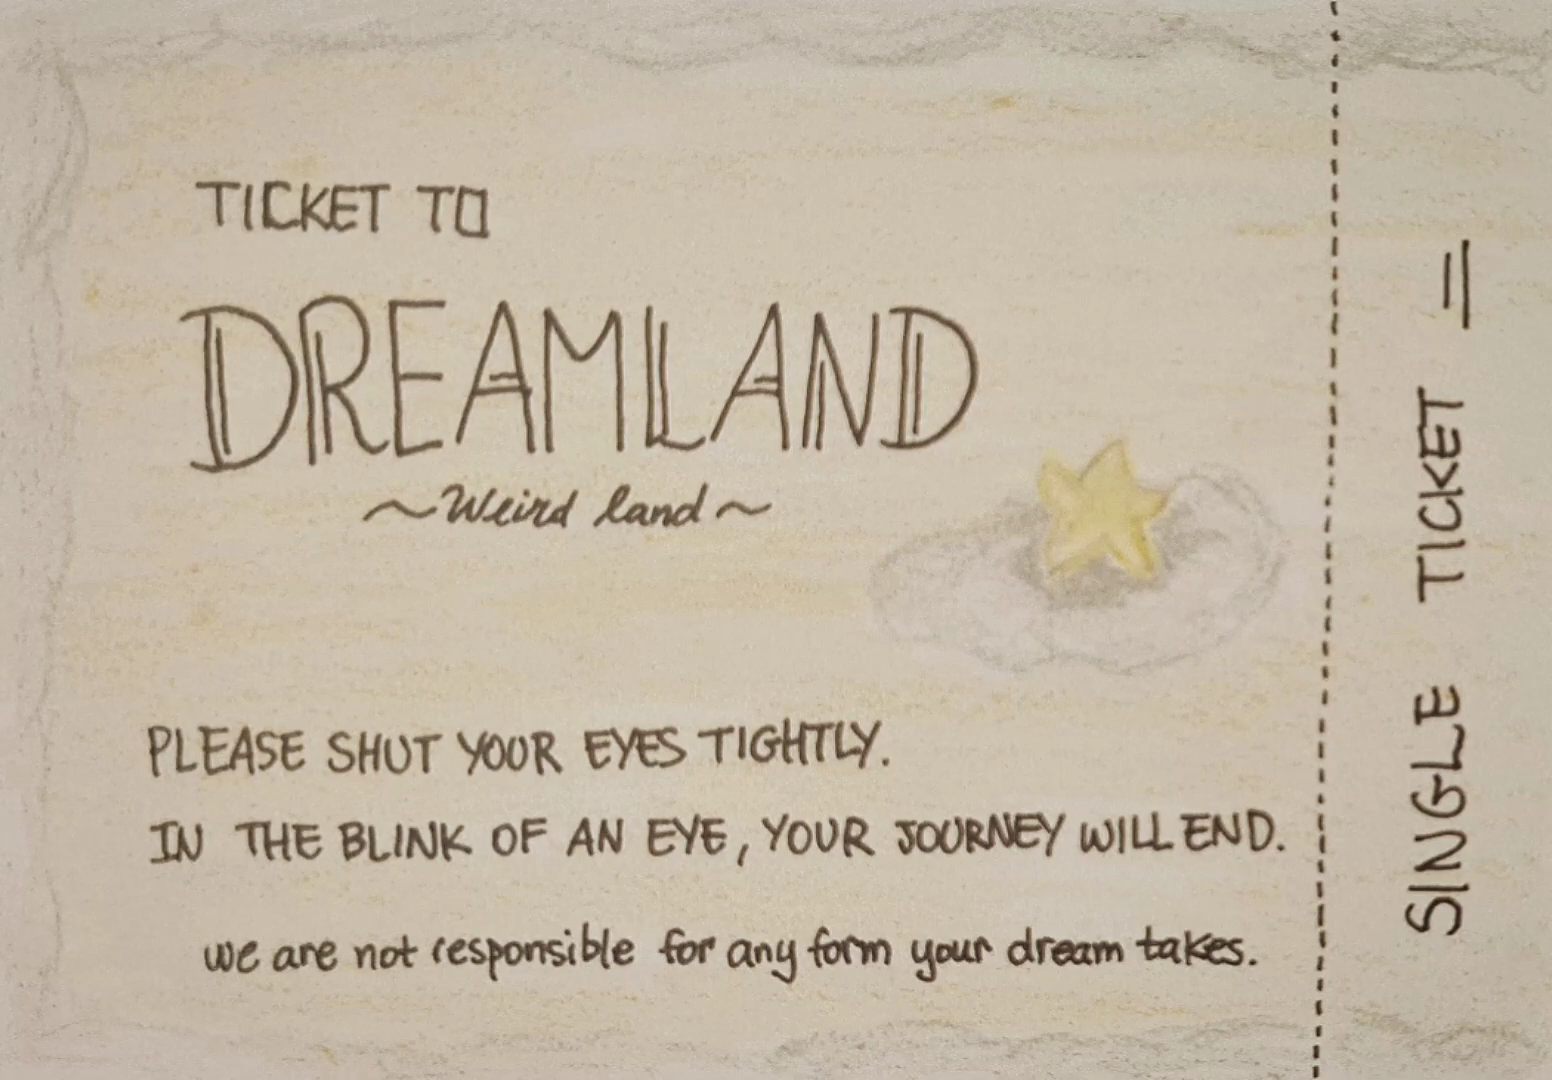 TICKET TO
DREAMLAND
~Weird land~
PLEASE SHUT YOUR EYES TIGHTLY.
IN THE BLINK OF AN EYE, YOUR JOURNEY WILL END.
we are not responsible for any form your dream takes.
SINGLE TICKET =